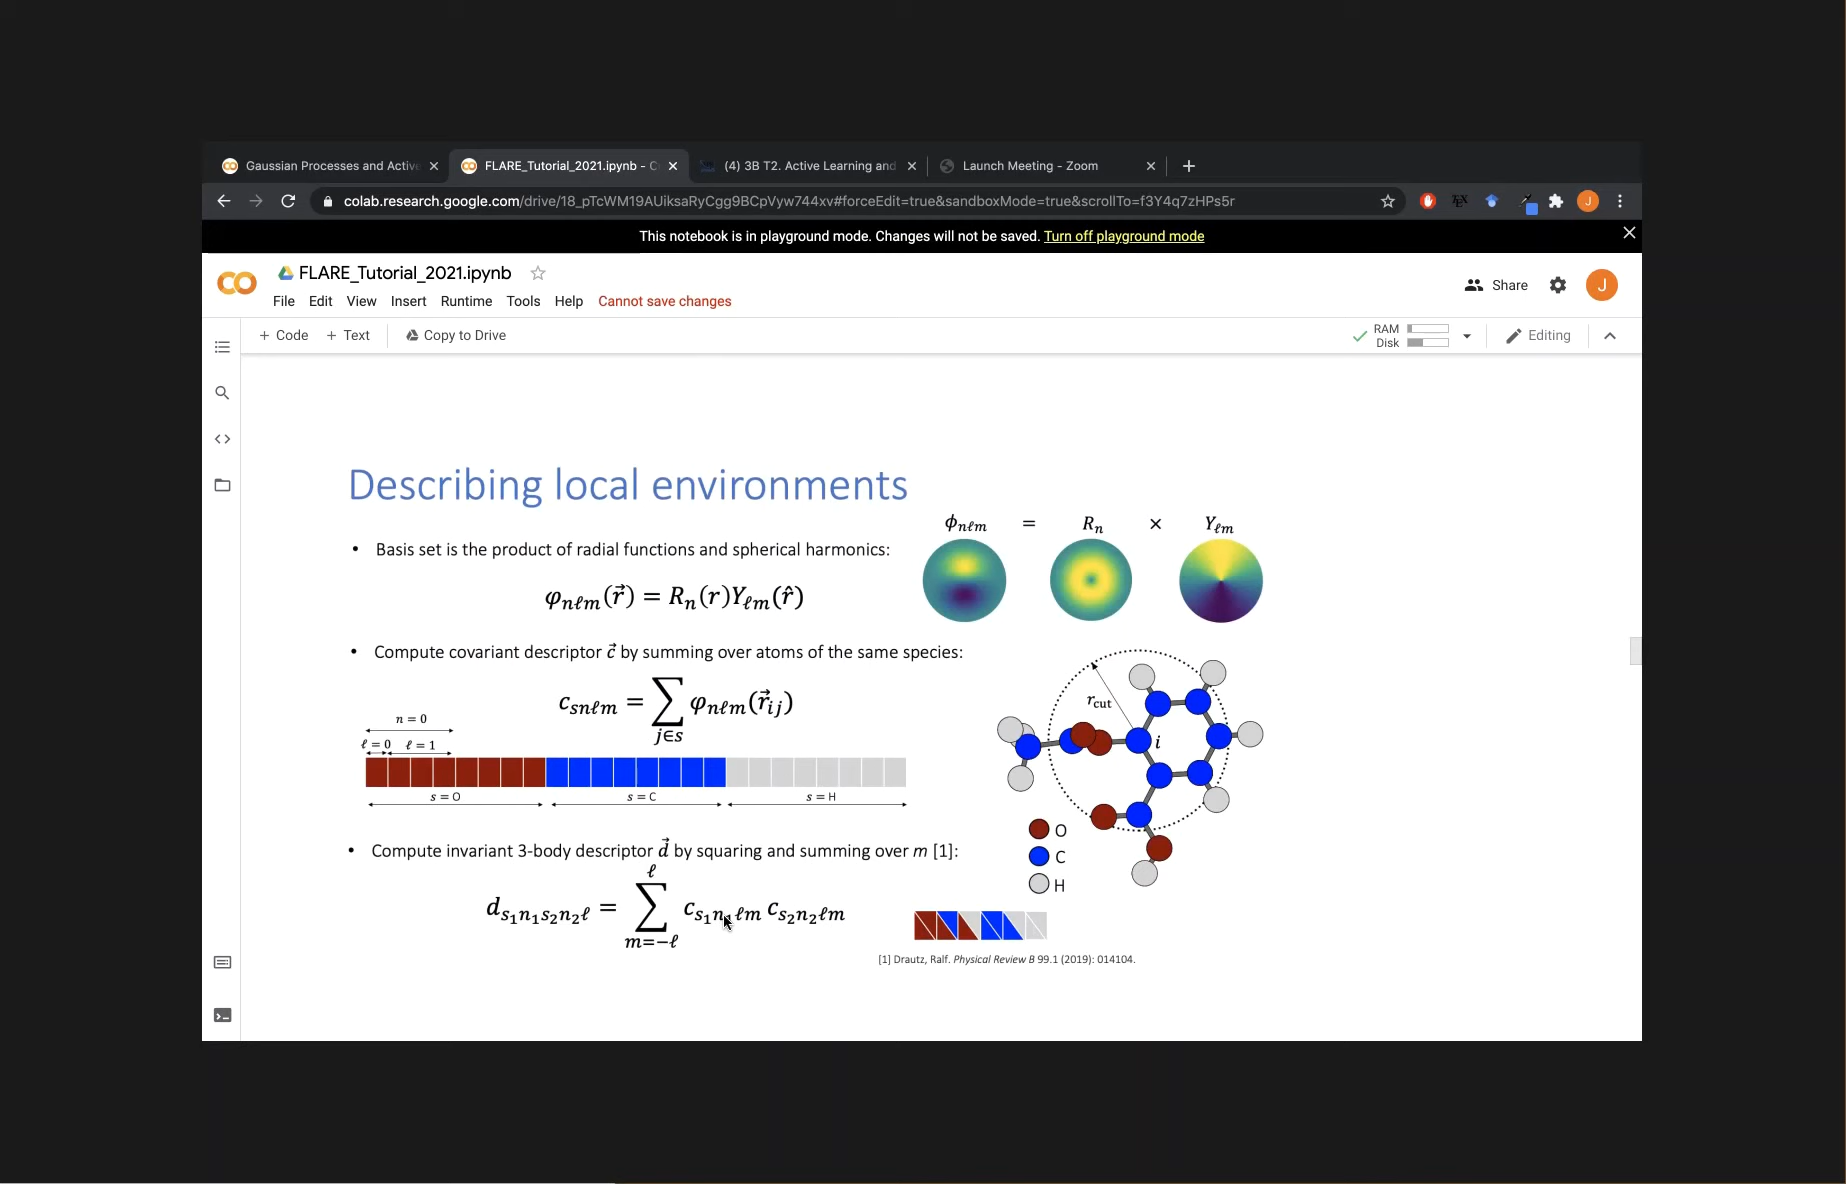 Gaussian Processes and Active
FLARE_Tutorial_2021.ipynb - C
(4) 3B T2. Active Learning and
Launch Meeting - Zoom
colab.research.google.com/drive/18_pTcWM19AUiksaRyCgg9BCpVyw744xv#forceEdit=true&sandboxMode=true&scrollTo=f3Y4q7zHPs5r
J
This notebook is in playground mode. Changes will not be saved. Turn off playground mode
FLARE_Tutorial_2021.ipynb
File Edit View Insert Runtime Tools Help Cannot save changes
Share
J
+ Code + Text Copy to Drive
RAM
Disk
Editing
Describing local environments
ϕnℓm = Rn × Yℓm
• Basis set is the product of radial functions and spherical harmonics:
φnℓm(r⃗) = Rn(r)Yℓm(r̂)
• Compute covariant descriptor c⃗ by summing over atoms of the same species:
csnℓm = ∑j∈s φnℓm(r⃗ij)
n = 0
ℓ = 0 ℓ = 1
s = O s = C s = H
rcut
i
O
C
H
• Compute invariant 3-body descriptor d⃗ by squaring and summing over m [1]:
ds1n1s2n2ℓ = ∑m=−ℓℓ cs1n1ℓm cs2n2ℓm
[1] Drautz, Ralf. Physical Review B 99.1 (2019): 014104.